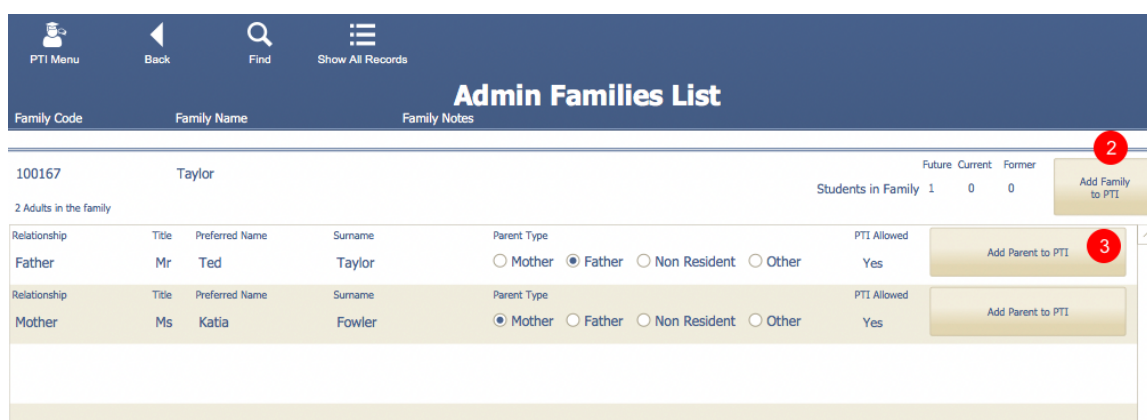 PTI Menu Back Find Show All Records
Admin Families List
Family Code Family Name Family Notes
2
Future Current Former
100167 Taylor Students in Family 1 0 0 Add Family
to PTI
2 Adults in the family
Relationship Title Preferred Name Surname Parent Type PTI Allowed
Father Mr Ted Taylor Mother Father Non Resident Other Yes Add Parent to PTI 3
Relationship Title Preferred Name Surname Parent Type PTI Allowed
Mother Ms Katia Fowler Mother Father Non Resident Other Yes Add Parent to PTI